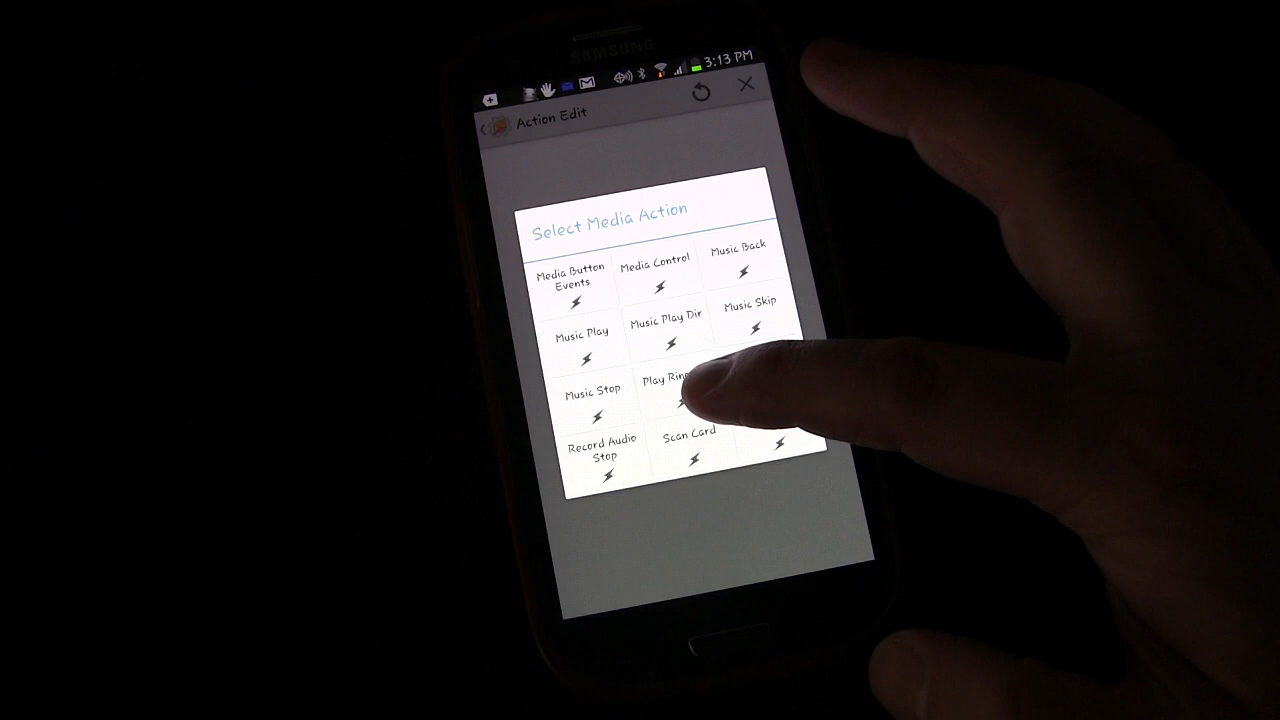 SAMSUNG
3:13 PM
Action Edit
Select Media Action
Media Button
Events
Media Control
Music Back
Music Play
Music Play Dir
Music Skip
Music Stop
Play
Record Audio
Stop
Scan Card